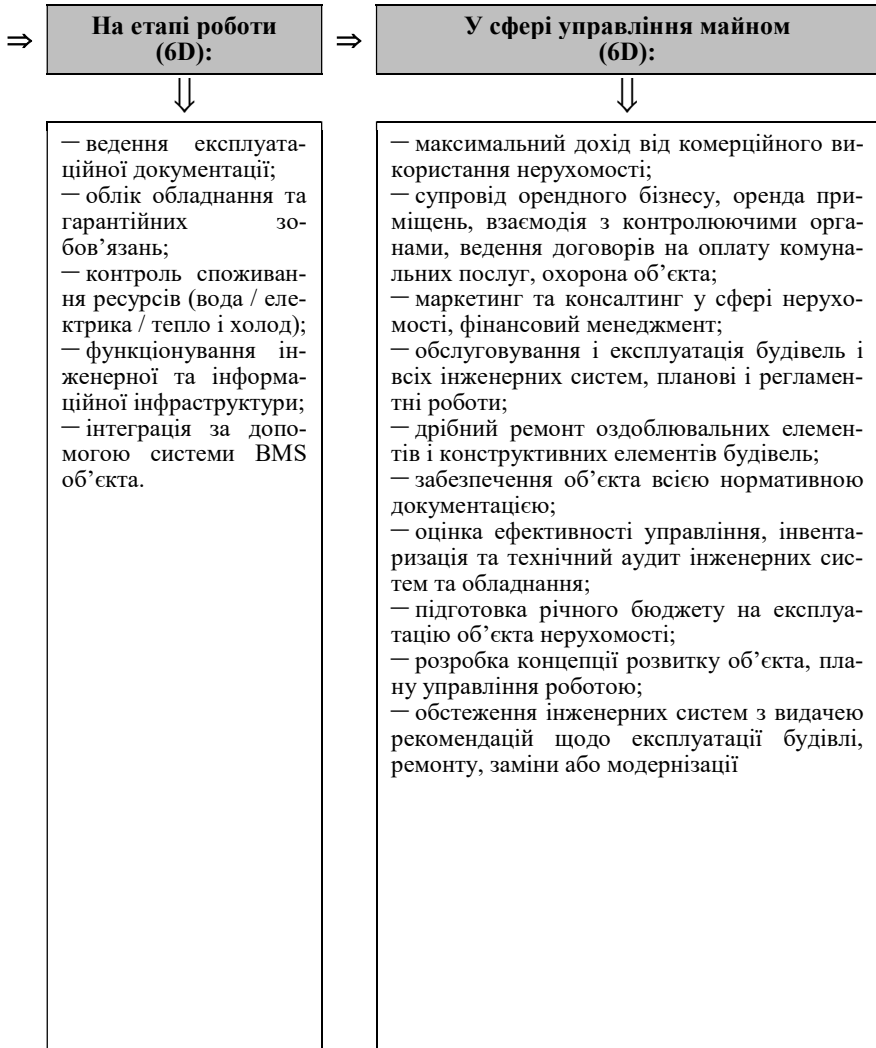 ⇒ На етапі роботи
(6D):
⇒ У сфері управління майном
(6D):
⇓
⇓
— ведення експлуата-
ційної документації;
— облік обладнання та
гарантійних зо-
бов’язань;
— контроль споживан-
ня ресурсів (вода / еле-
ктрика / тепло і холод);
— функціонування ін-
женерної та інформа-
ційної інфраструктури;
— інтеграція за допо-
могою системи BMS
об’єкта.
— максимальний дохід від комерційного ви-
користання нерухомості;
— супровід орендного бізнесу, оренда при-
міщень, взаємодія з контролюючими орга-
нами, ведення договорів на оплату комуна-
льних послуг, охорона об’єкта;
— маркетинг та консалтинг у сфері нерухо-
мості, фінансовий менеджмент;
— обслуговування і експлуатація будівель і
всіх інженерних систем, планові і регламен-
тні роботи;
— дрібний ремонт оздоблювальних елемен-
тів і конструктивних елементів будівель;
— забезпечення об’єкта всією нормативною
документацією;
— оцінка ефективності управління, інвента-
ризація та технічний аудит інженерних сис-
тем та обладнання;
— підготовка річного бюджету на експлуа-
тацію об’єкта нерухомості;
— розробка концепції розвитку об’єкта, пла-
ну управління роботою;
— обстеження інженерних систем з видачею
рекомендацій щодо експлуатації будівлі,
ремонту, заміни або модернізації